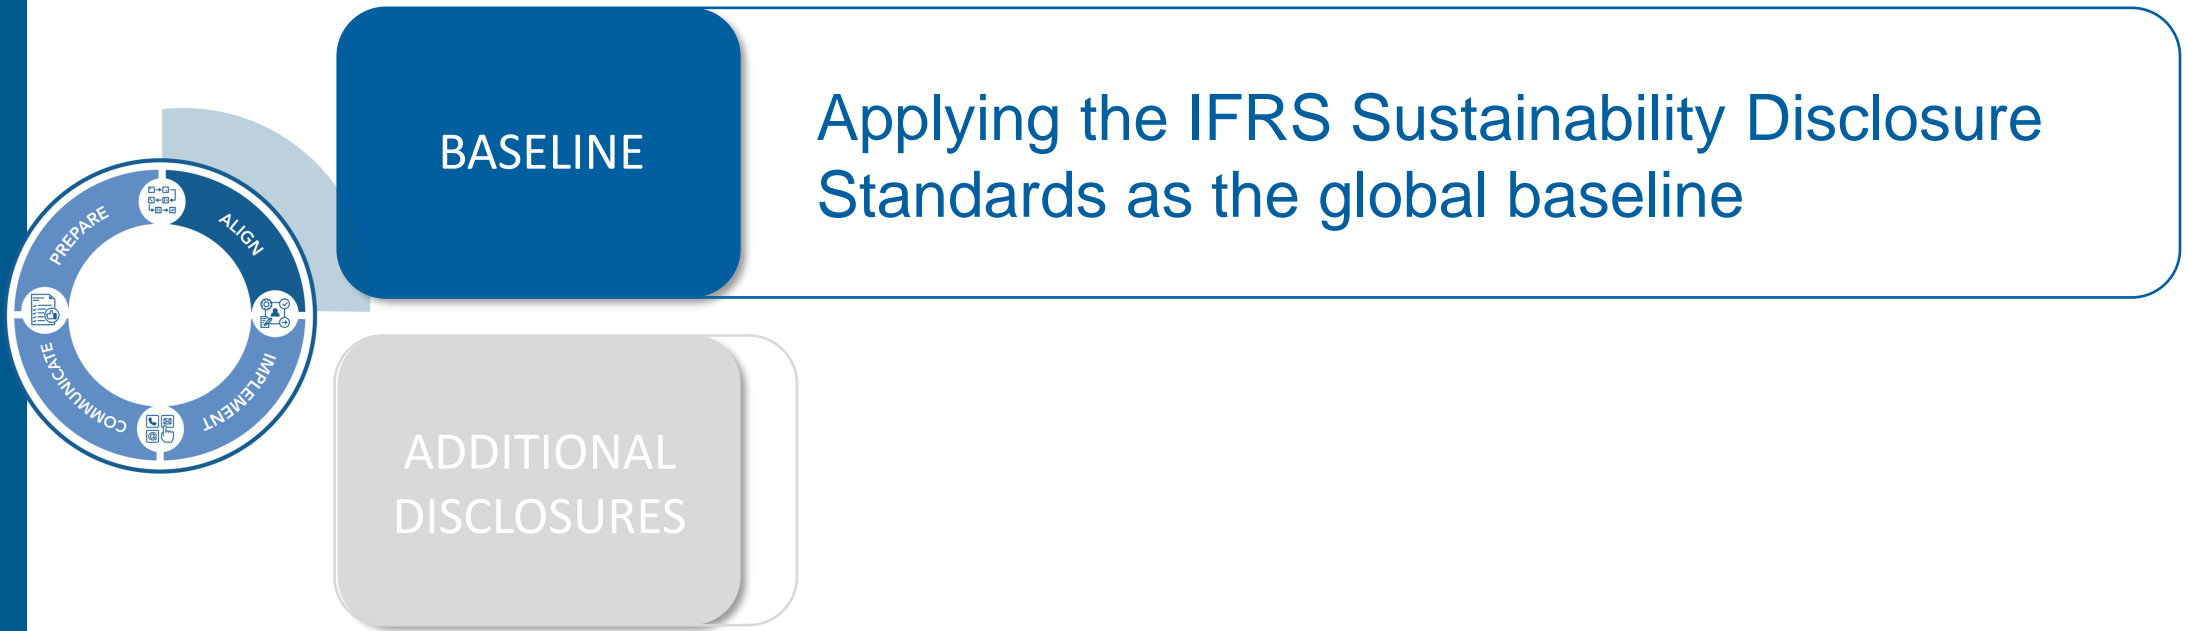 BASELINE
Applying the IFRS Sustainability Disclosure
Standards as the global baseline
PREPARE
ALIGN
COMMUNICATE
IMPLEMENT
ADDITIONAL
DISCLOSURES